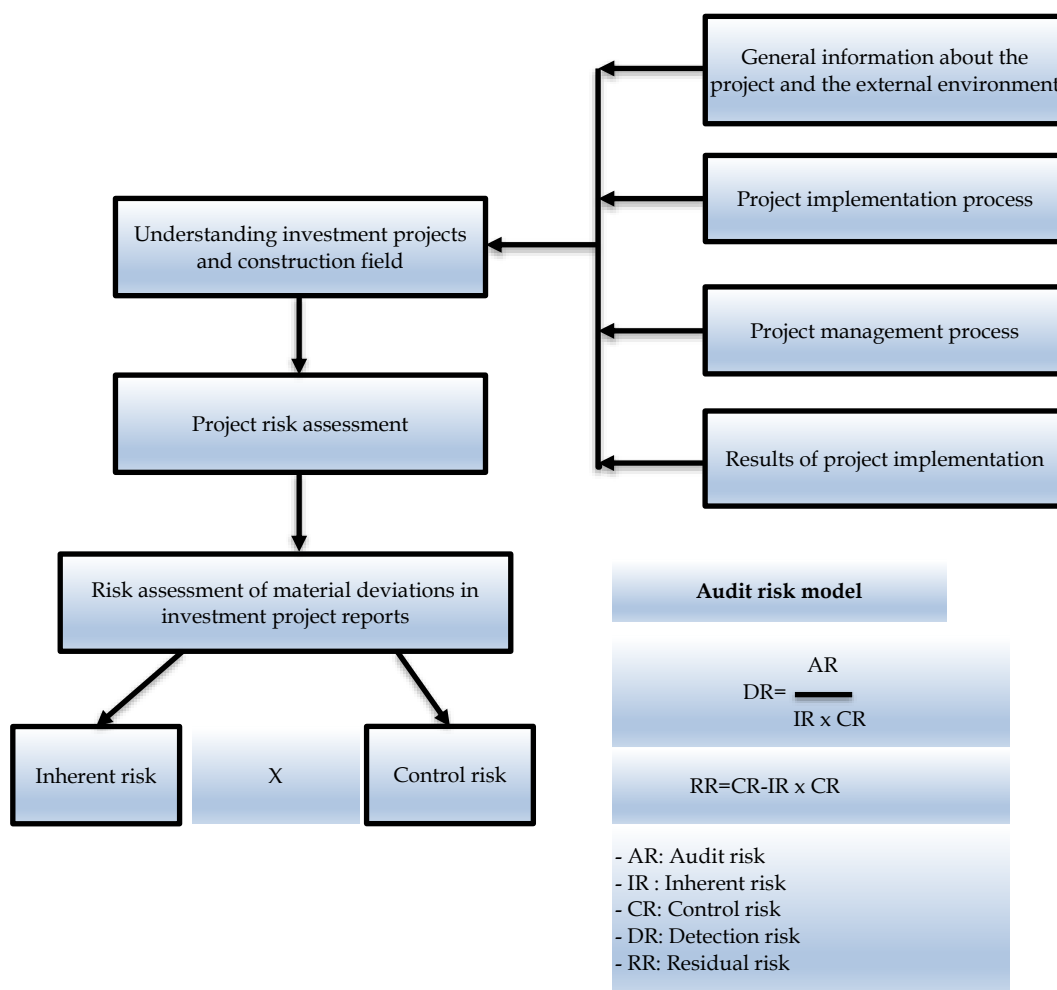 General information about the
project and the external environment
Project implementation process
Understanding investment projects
and construction field
Project management process
Project risk assessment
Results of project implementation
Risk assessment of material deviations in
investment project reports
Inherent risk
X
Control risk
Audit risk model
AR
DR=
IR x CR
RR=CR-IR x CR
- AR: Audit risk
- IR : Inherent risk
- CR: Control risk
- DR: Detection risk
- RR: Residual risk